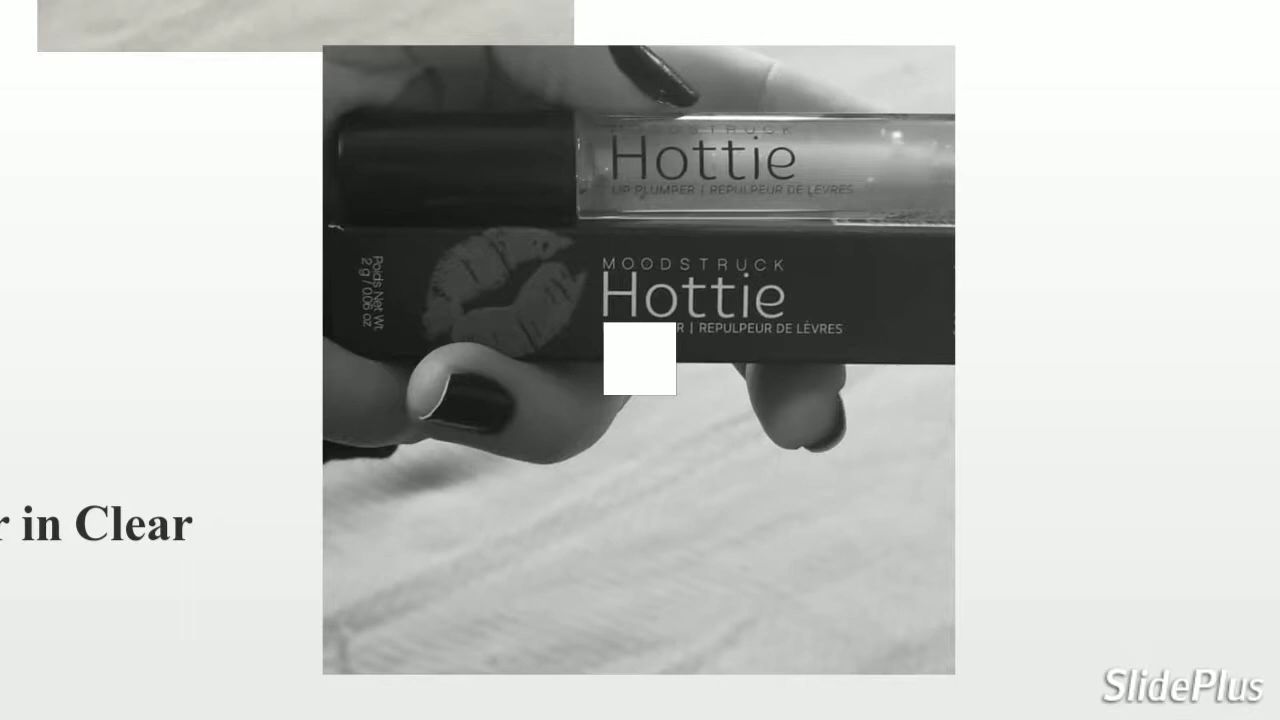 MOODSTRUCK
Hottie
LIP PLUMPER | REPULPEUR DE LEVRES
MOODSTRUCK
Hottie
R | REPULPEUR DE LÈVRES
Poids Net Wt.
2 g / 0.06 oz
r in Clear
SlidePlus